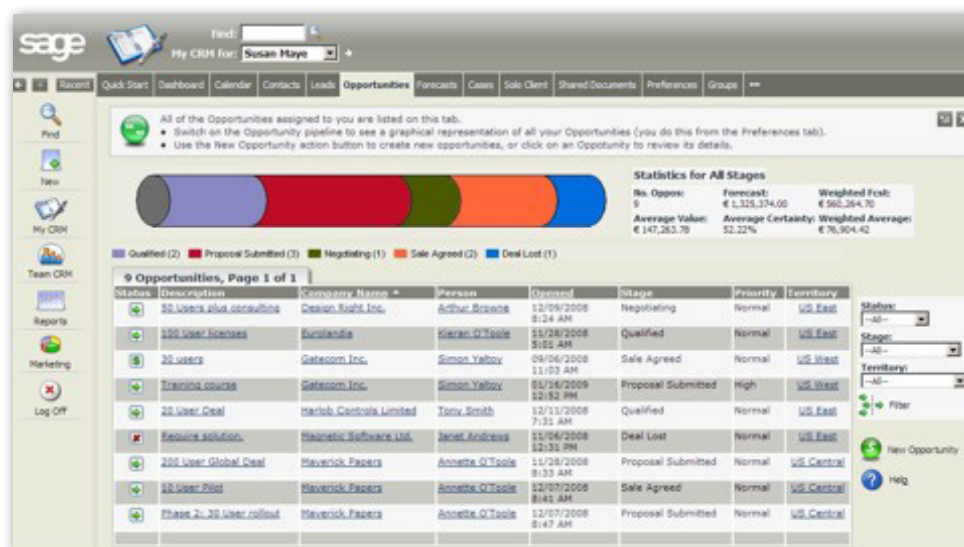 sage
Find:
My CRM for: Susan Maye
Recent Quick Start Dashboard Calendar Contacts Leads Opportunities Forecasts Cases Solo Client Shared Documents Preferences Groups
All of the Opportunities assigned to you are listed on this tab.
• Switch on the Opportunity pipeline to see a graphical representation of all your Opportunities (you do this from the Preferences tab).
• Use the New Opportunity action button to create new opportunities, or click on an Oppotunity to review its details.
Find
New
My CRM
Team CRM
Reports
Marketing
Log Off
Statistics for All Stages
No. Oppos: Forecast: Weighted Fcst:
9 € 1,325,374.00 € 560,264.70
Average Value: Average Certainty: Weighted Average:
€ 147,263.78 52.22% € 76,904.42
Qualified (2) Proposal Submitted (3) Negotiating (1) Sale Agreed (2) Deal Lost (1)
9 Opportunities, Page 1 of 1
Status Description Company Name Person Opened Stage Priority Territory
50 Users plus consulting Design Right Inc. Arthur Browne 12/09/2008 8:24 AM Negotiating Normal US East
100 User licenses Eurolandia Kieran O'Toole 11/28/2008 5:01 AM Qualified Normal US East
30 users Gatecom Inc. Simon Yaltoy 09/06/2008 11:03 AM Sale Agreed Normal US West
Training course Gatecom Inc. Simon Yaltoy 01/16/2009 12:52 PM Proposal Submitted High US West
20 User Deal Harlob Controls Limited Tony Smith 12/11/2008 7:31 AM Qualified Normal US East
Require solution. Magnetic Software Ltd. Janet Andrews 11/06/2008 12:31 PM Deal Lost Normal US East
200 User Global Deal Maverick Papers Annette O'Toole 11/28/2008 8:33 AM Proposal Submitted Normal US Central
10 User Pilot Maverick Papers Annette O'Toole 12/07/2008 8:41 AM Sale Agreed Normal US Central
Phase 2: 30 User rollout Maverick Papers Annette O'Toole 12/07/2008 8:47 AM Proposal Submitted Normal US Central
Status:
--All--
Stage:
--All--
Territory:
--All--
Filter
New Opportunity
Help